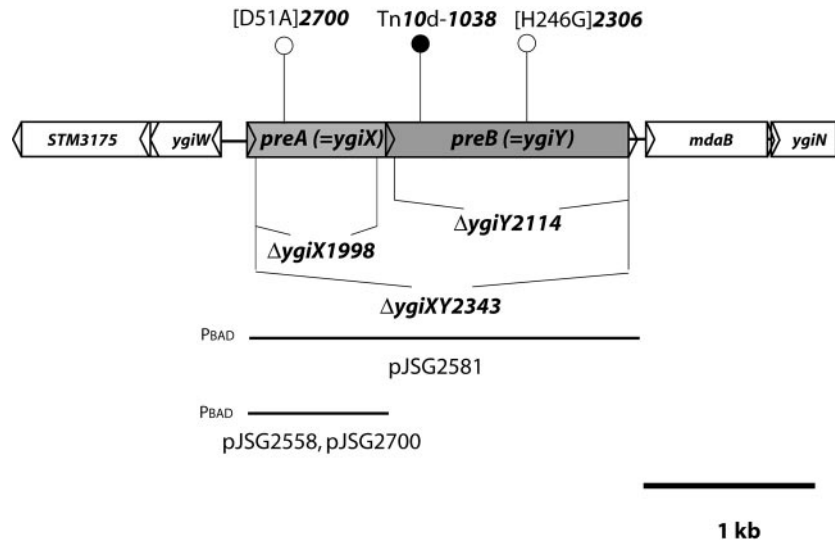 [D51A]2700 Tn10d-1038 [H246G]2306
STM3175 ygiW preA (=ygiX) preB (=ygiY) mdaB ygiN
ΔygiY2114
ΔygiX1998
ΔygiXY2343
PBAD
pJSG2581
PBAD
pJSG2558, pJSG2700
1 kb